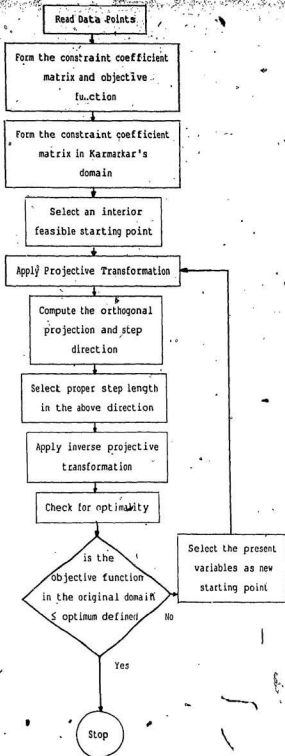 Read Data Points
Form the constraint coefficient
matrix and objective
function
Form the constraint coefficient
matrix in Karmarkar's
domain
Select an interior
feasible starting point
Apply Projective Transformation
Compute the orthogonal
projection and step
direction
Select proper step length
in the above direction
Apply inverse projective
transformation
Check for optimality
is the
objective function
in the original domain
≤ optimum defined
No
Select the present
variables as new
starting point
Yes
Stop